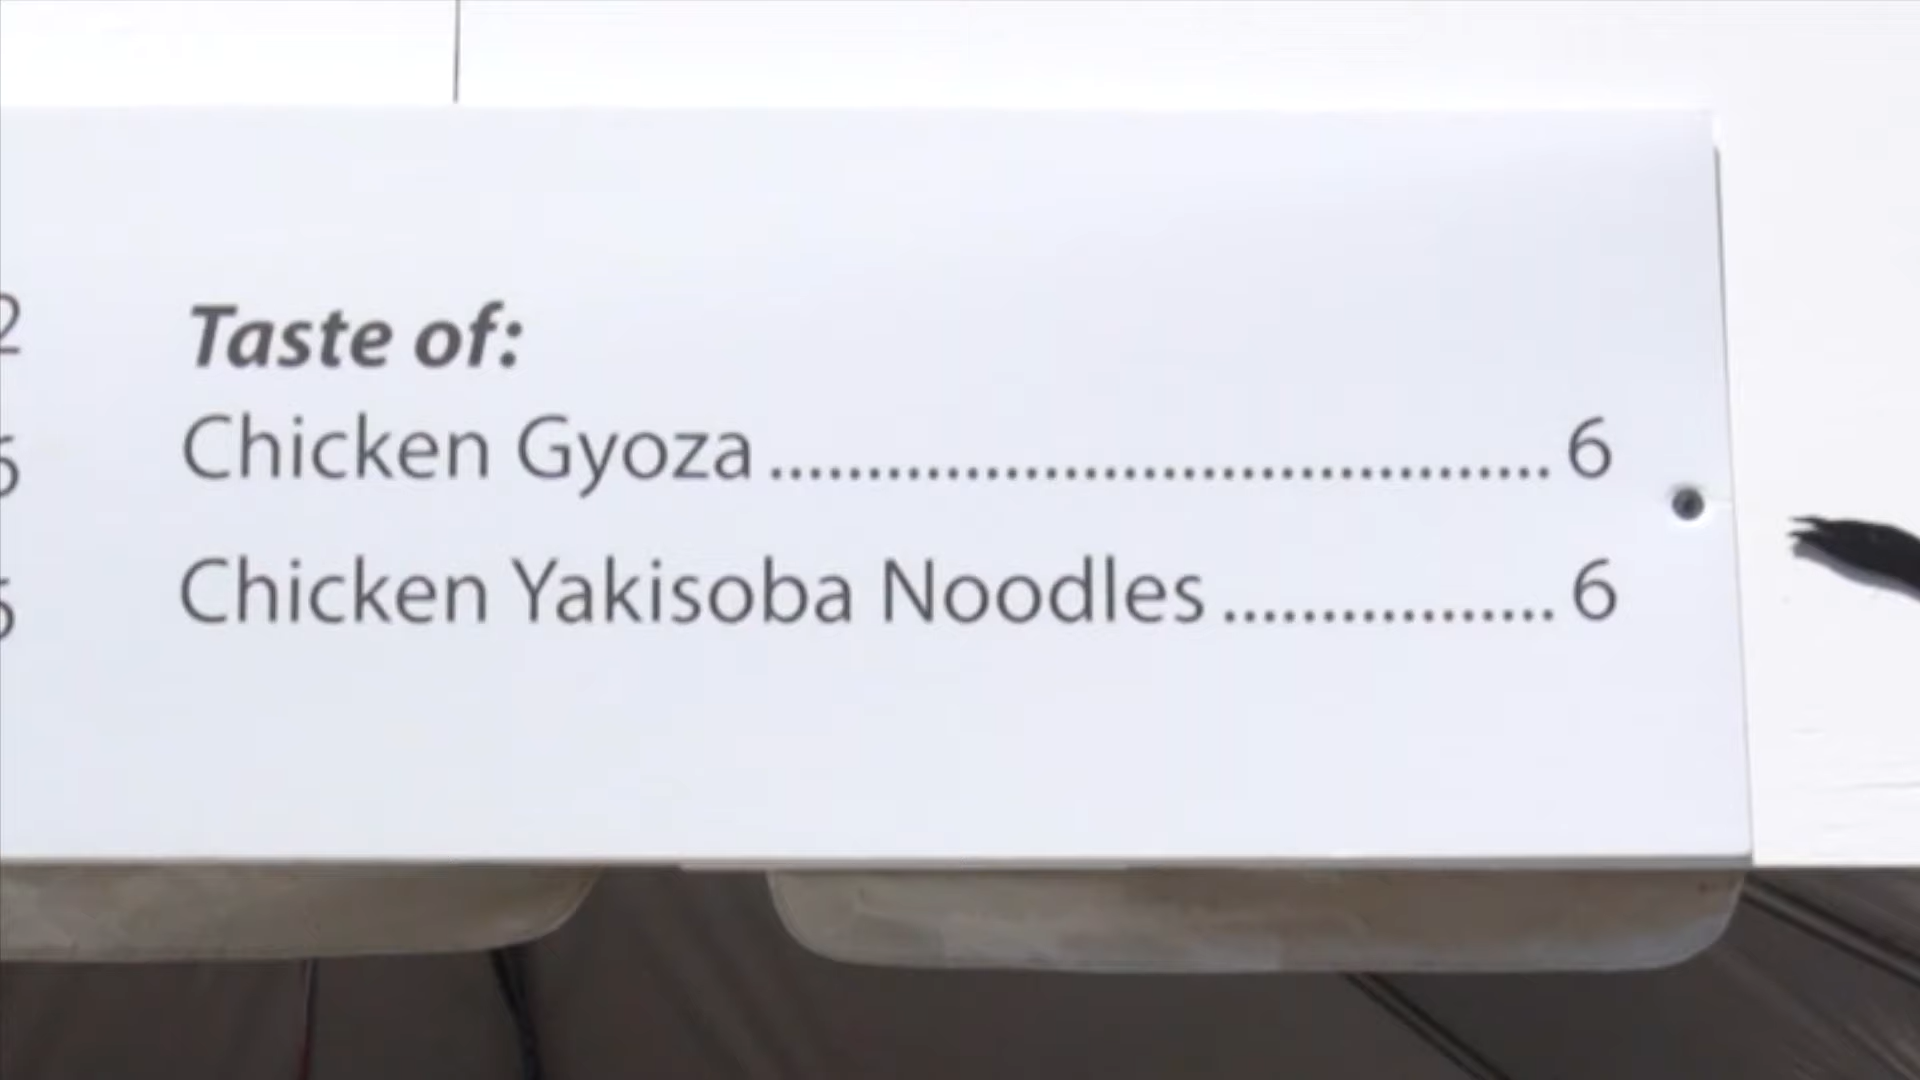 Taste of:
Chicken Gyoza ................................................ 6
Chicken Yakisoba Noodles .................... 6